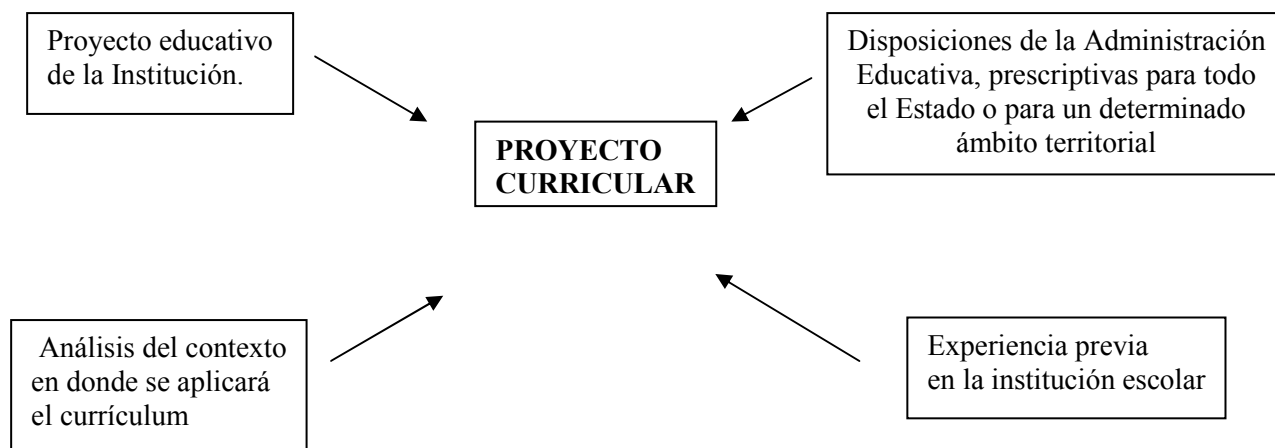 Proyecto educativo
de la Institución.
Disposiciones de la Administración
Educativa, prescriptivas para todo
el Estado o para un determinado
ámbito territorial
PROYECTO
CURRICULAR
Análisis del contexto
en donde se aplicará
el currículum
Experiencia previa
en la institución escolar